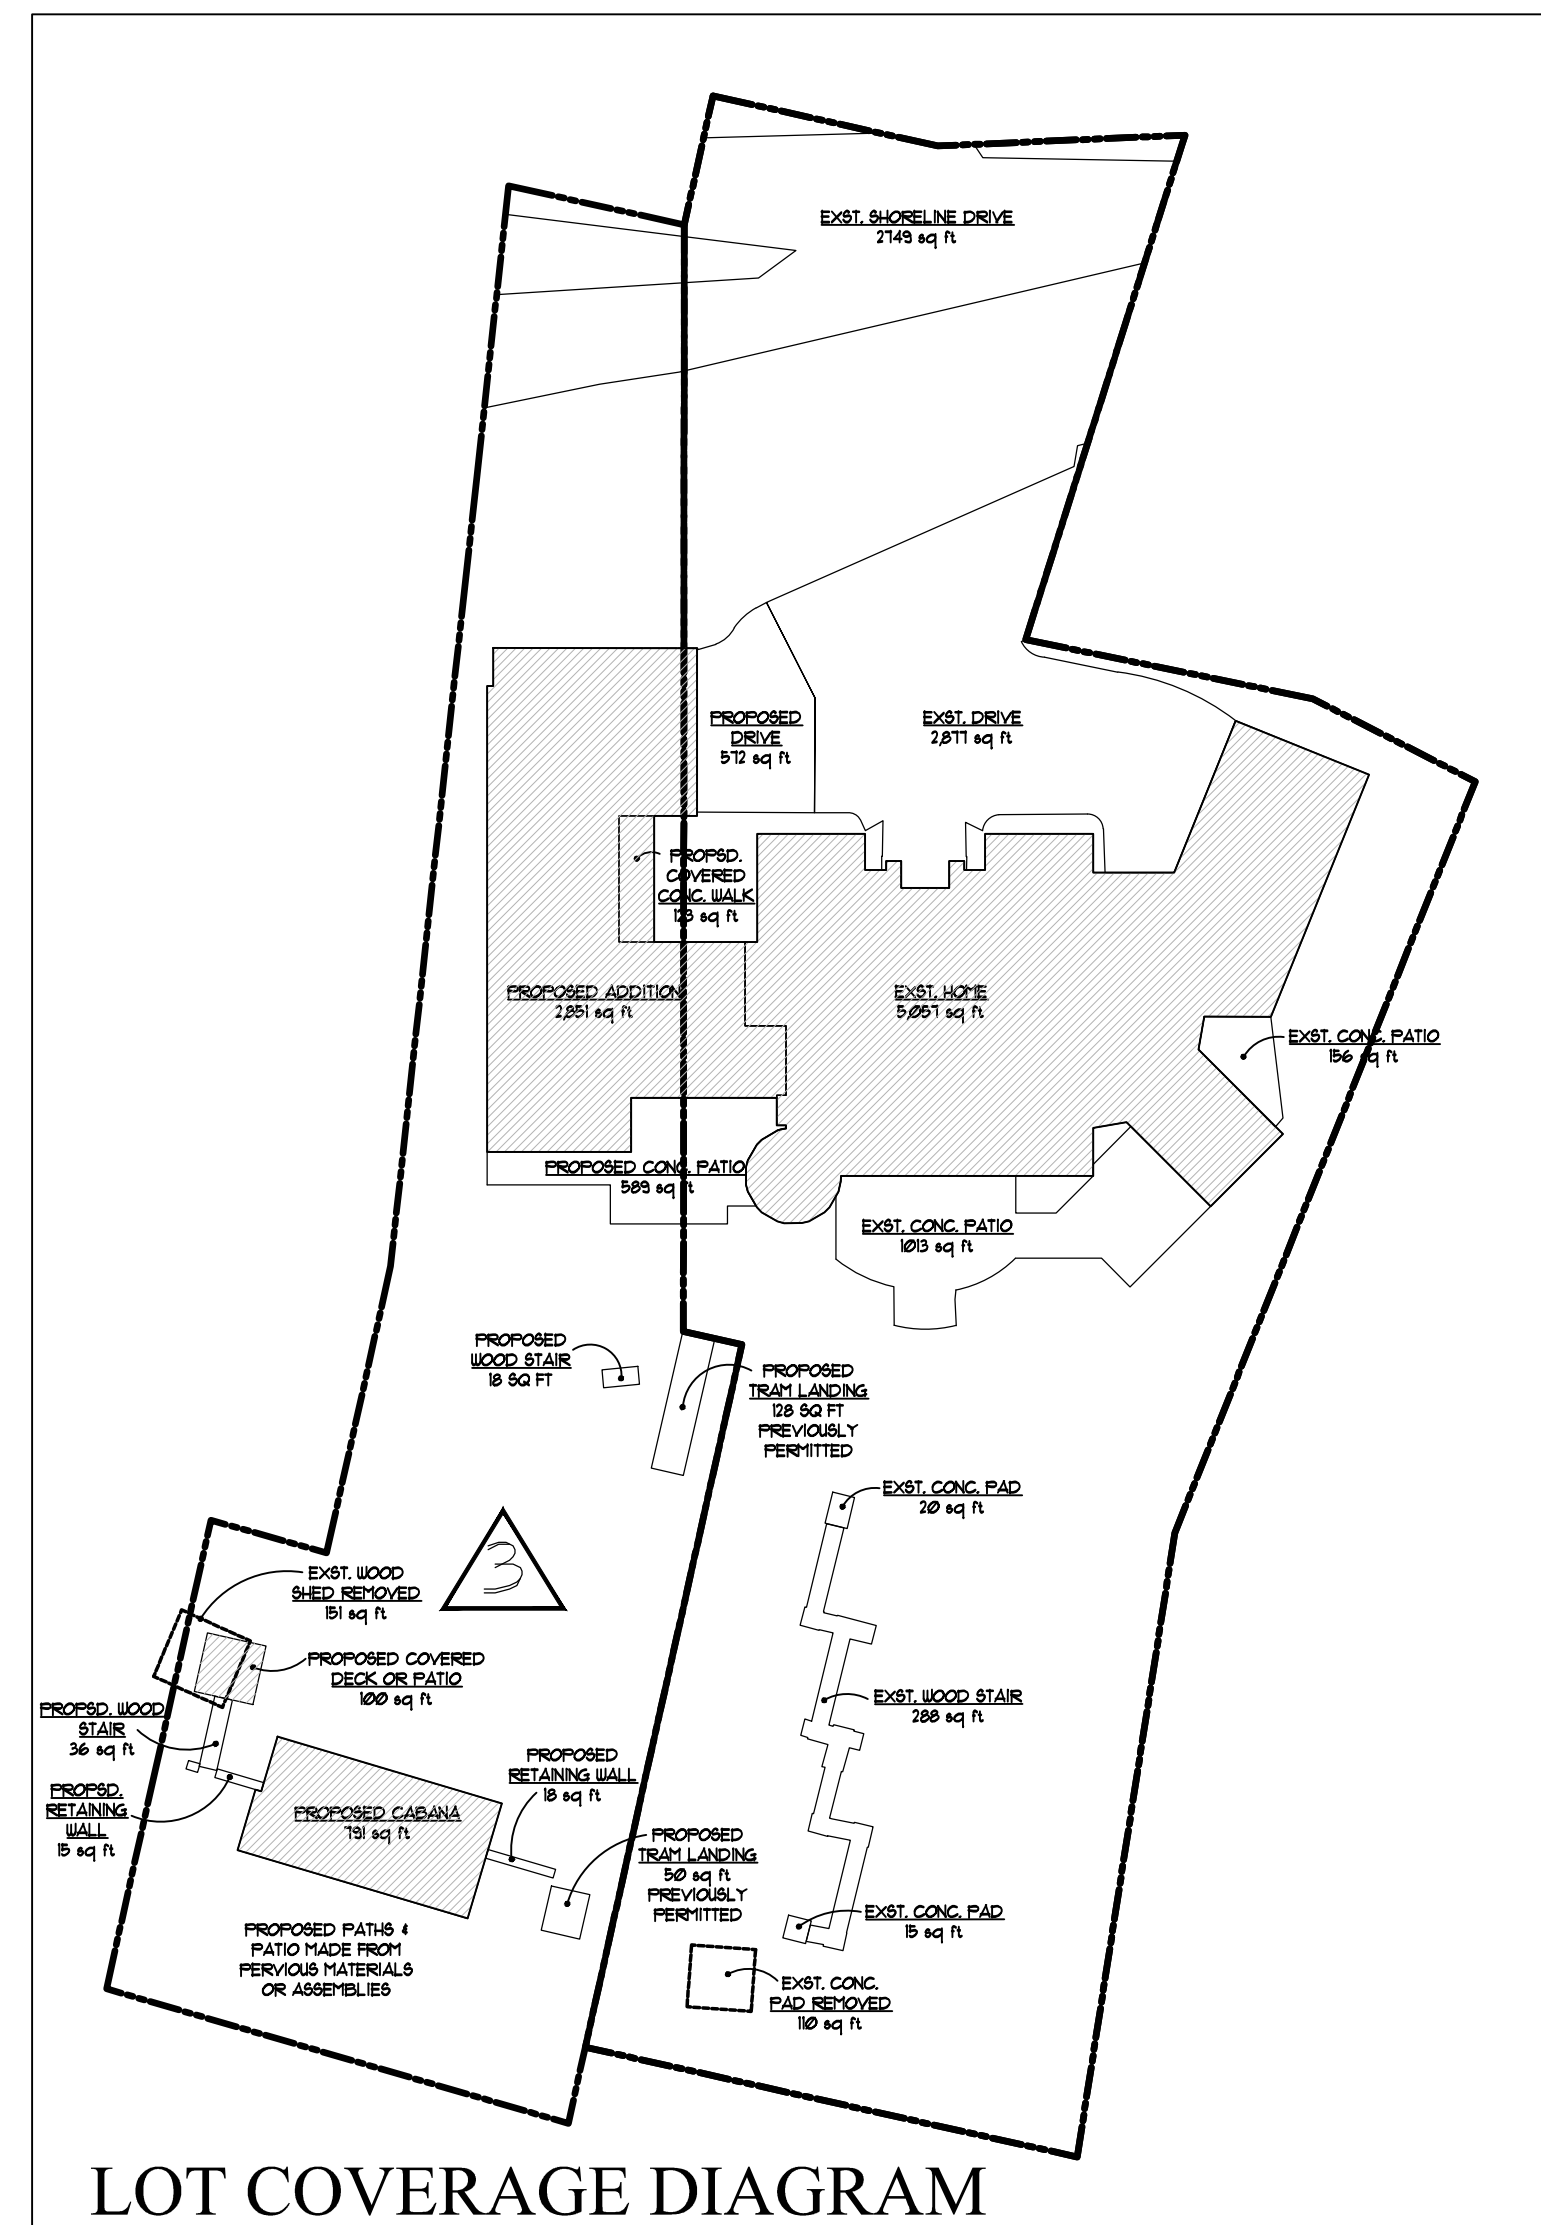 EXST. SHORELINE DRIVE
2749 sq ft
PROPOSED
DRIVE
572 sq ft
EXST. DRIVE
2,877 sq ft
PROPSD.
COVERED
CONC. WALK
123 sq ft
PROPOSED ADDITION
2,851 sq ft
EXST. HOME
5,057 sq ft
EXST. CONC. PATIO
156 sq ft
PROPOSED CONC. PATIO
589 sq ft
EXST. CONC. PATIO
1013 sq ft
PROPOSED
WOOD STAIR
18 SQ FT
PROPOSED
TRAM LANDING
128 SQ FT
PREVIOUSLY
PERMITTED
EXST. CONC. PAD
20 sq ft
3
EXST. WOOD
SHED REMOVED
151 sq ft
PROPOSED COVERED
DECK OR PATIO
100 sq ft
EXST. WOOD STAIR
288 sq ft
PROPSD. WOOD
STAIR
36 sq ft
PROPOSED
RETAINING WALL
18 sq ft
PROPSD.
RETAINING
WALL
15 sq ft
PROPOSED CABANA
791 sq ft
PROPOSED
TRAM LANDING
50 sq ft
PREVIOUSLY
PERMITTED
EXST. CONC. PAD
15 sq ft
PROPOSED PATHS &
PATIO MADE FROM
PERVIOUS MATERIALS
OR ASSEMBLIES
EXST. CONC.
PAD REMOVED
110 sq ft
LOT COVERAGE DIAGRAM